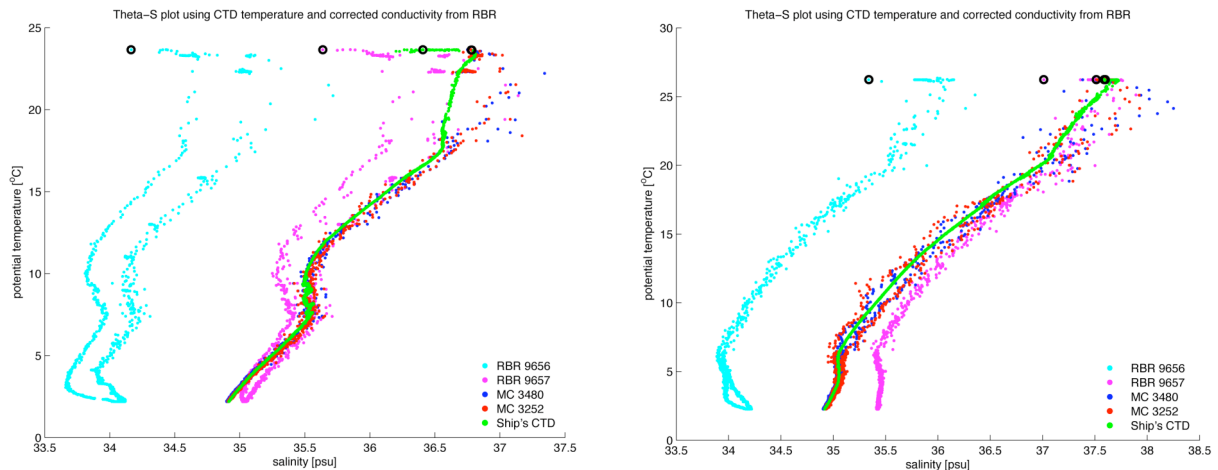 Theta-S plot using CTD temperature and corrected conductivity from RBR
25
20
15
10
5
0
potential temperature [°C]
33.5 34 34.5 35 35.5 36 36.5 37 37.5
salinity [psu]
RBR 9656
RBR 9657
MC 3480
MC 3252
Ship's CTD
Theta-S plot using CTD temperature and corrected conductivity from RBR
30
25
20
15
10
5
0
potential temperature [°C]
33.5 34 34.5 35 35.5 36 36.5 37 37.5 38 38.5
salinity [psu]
RBR 9656
RBR 9657
MC 3480
MC 3252
Ship's CTD